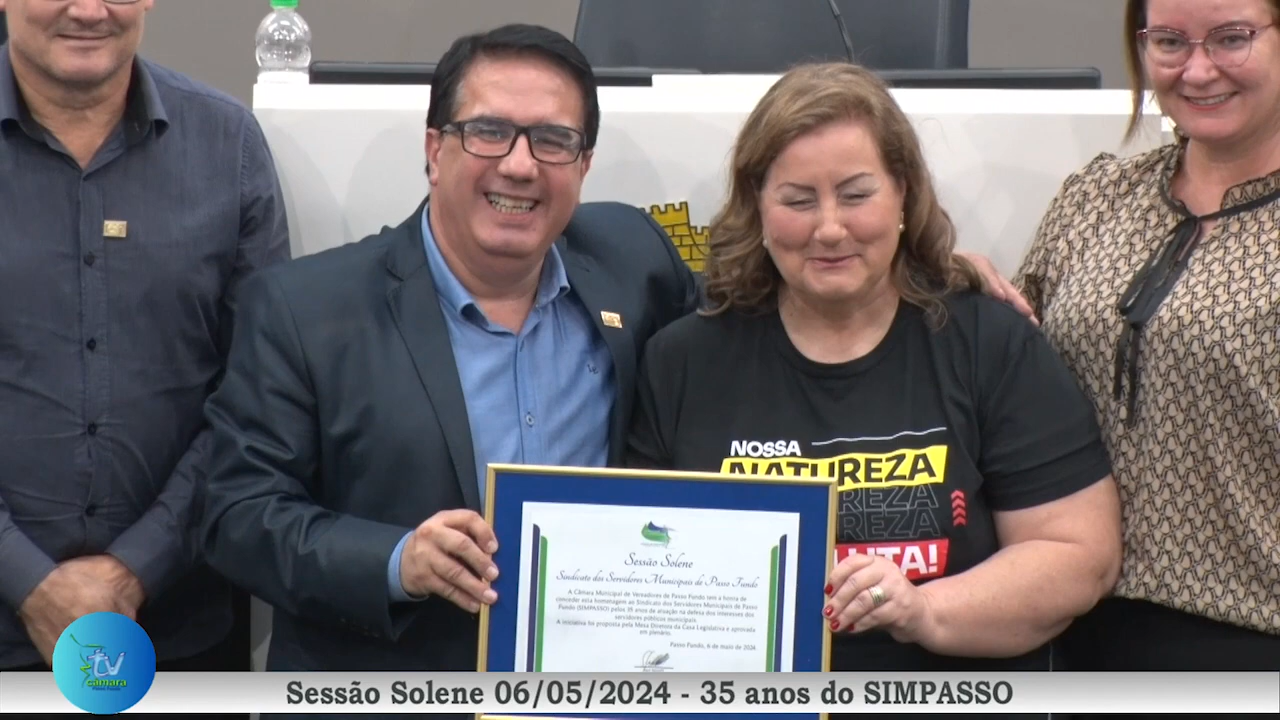 NOSSA
NATUREZA
REZA
REZA
LUTA!
Sessão Solene
Sindicato dos Servidores Municipais de Passo Fundo
A Câmara Municipal de Vereadores de Passo Fundo tem a honra de
conceder esta homenagem ao Sindicato dos Servidores Municipais de Passo
Fundo (SIMPASSO) pelos 35 anos de atuação na defesa dos interesses dos
servidores públicos municipais.
A iniciativa foi proposta pela Mesa Diretora da Casa Legislativa e aprovada
em plenário.
Passo Fundo, 6 de maio de 2024
tv
câmara
Passo Fundo
Sessão Solene 06/05/2024 - 35 anos do SIMPASSO